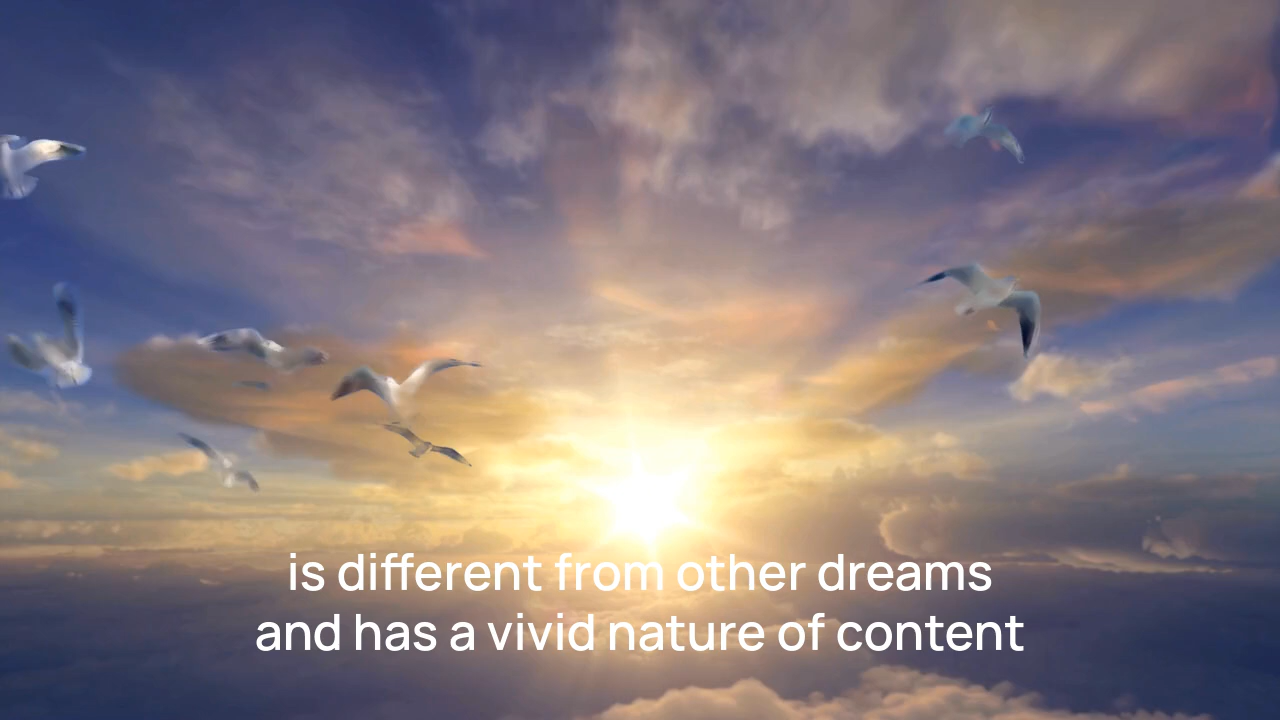 is different from other dreams
and has a vivid nature of content